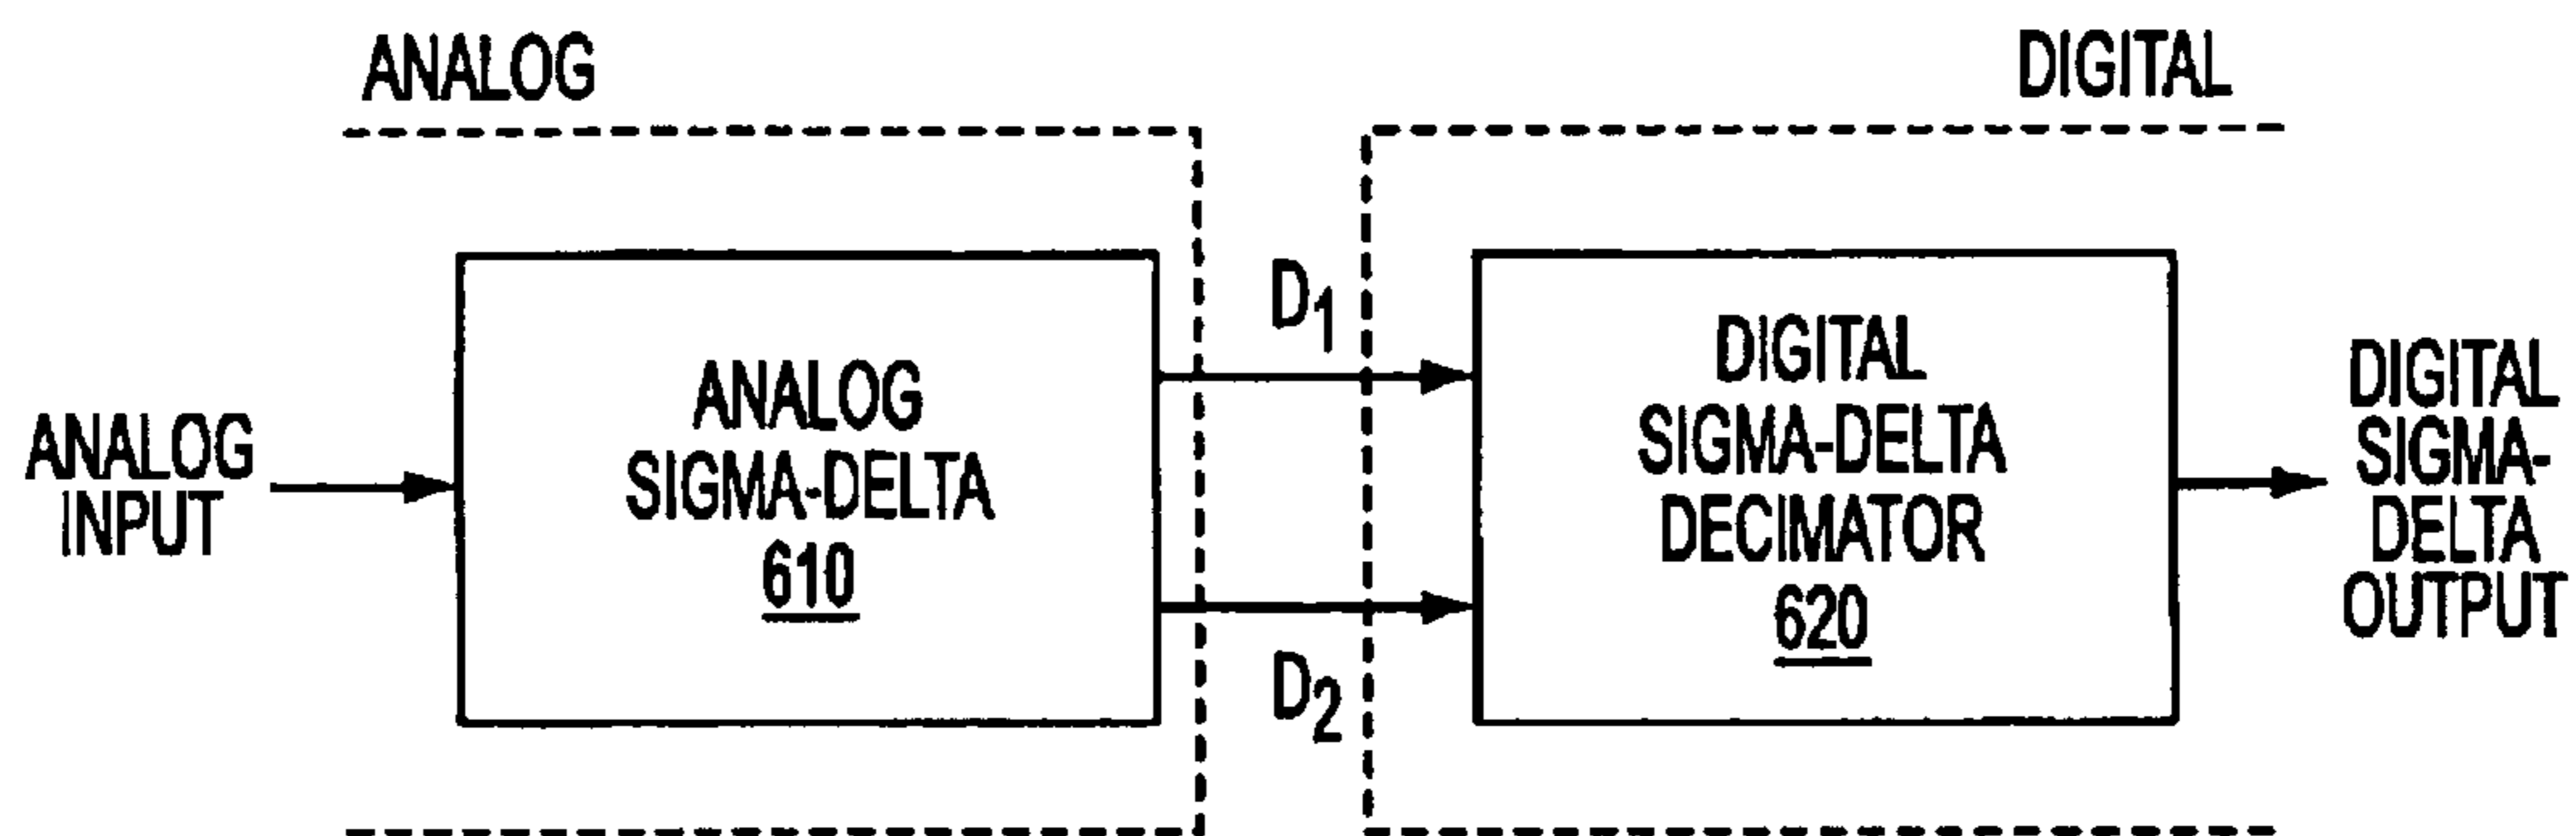 ANALOG
DIGITAL
ANALOG
INPUT
ANALOG
SIGMA-DELTA
610
D1
D2
DIGITAL
SIGMA-DELTA
DECIMATOR
620
DIGITAL
SIGMA-
DELTA
OUTPUT